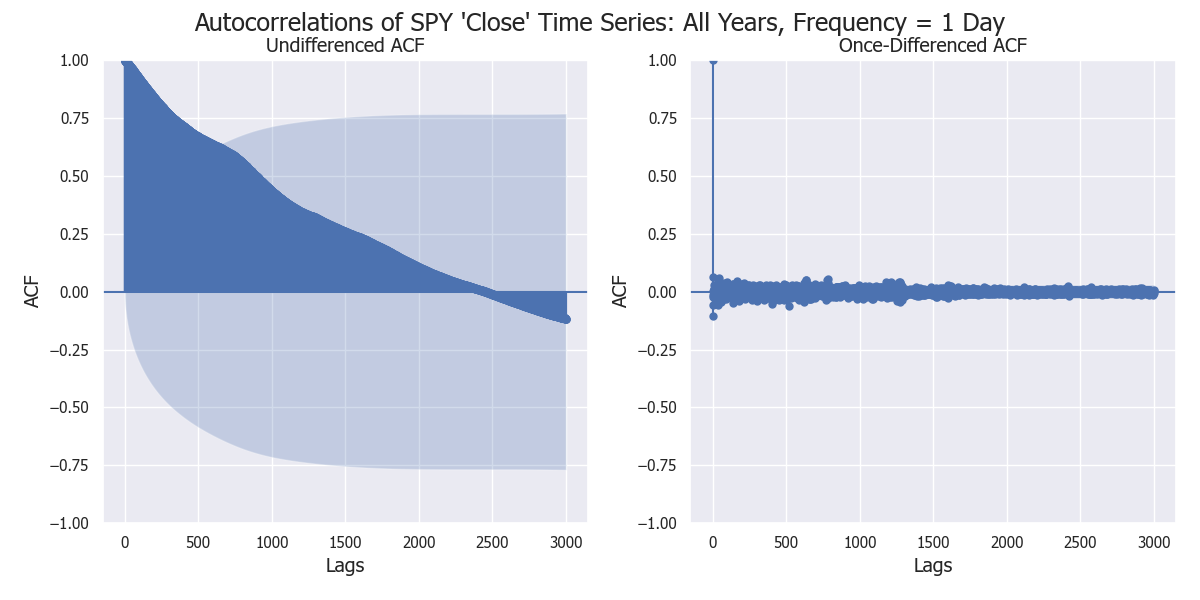 Autocorrelations of SPY 'Close' Time Series: All Years, Frequency = 1 Day
Undifferenced ACF
1.00
0.75
0.50
0.25
0.00
−0.25
−0.50
−0.75
−1.00
ACF
0 500 1000 1500 2000 2500 3000
Lags
Once-Differenced ACF
1.00
0.75
0.50
0.25
0.00
−0.25
−0.50
−0.75
−1.00
ACF
0 500 1000 1500 2000 2500 3000
Lags